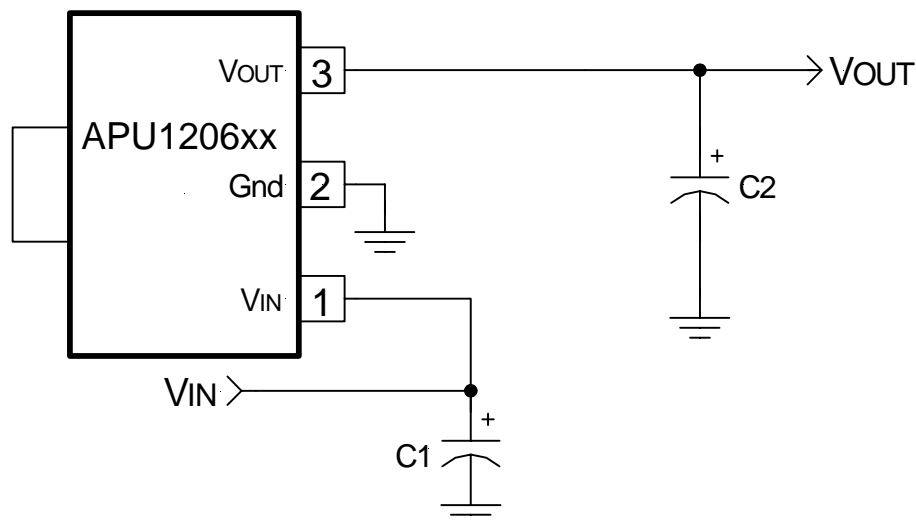 VOUT 3
VOUT
APU1206xx
+
C2
Gnd 2
VIN 1
VIN
+
C1